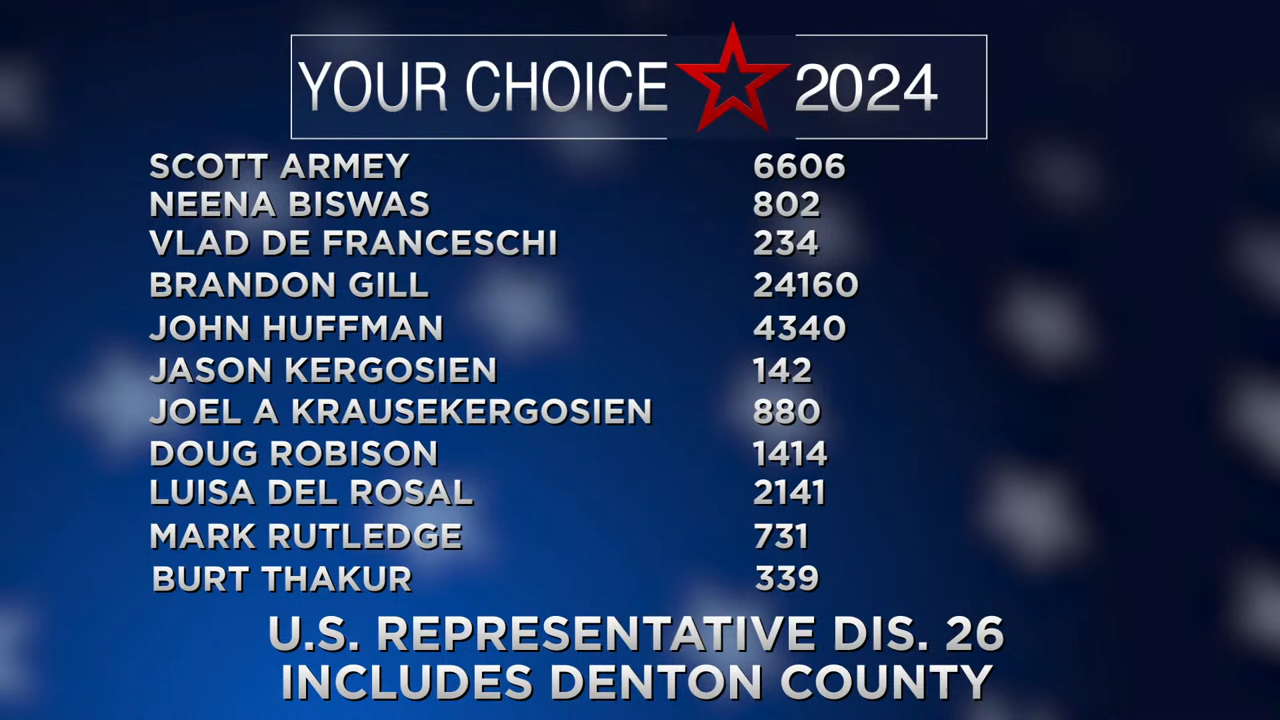 YOUR CHOICE 2024
SCOTT ARMEY 6606
NEENA BISWAS 802
VLAD DE FRANCESCHI 234
BRANDON GILL 24160
JOHN HUFFMAN 4340
JASON KERGOSIEN 142
JOEL A KRAUSEKERGOSIEN 880
DOUG ROBISON 1414
LUISA DEL ROSAL 2141
MARK RUTLEDGE 731
BURT THAKUR 339
U.S. REPRESENTATIVE DIS. 26
INCLUDES DENTON COUNTY